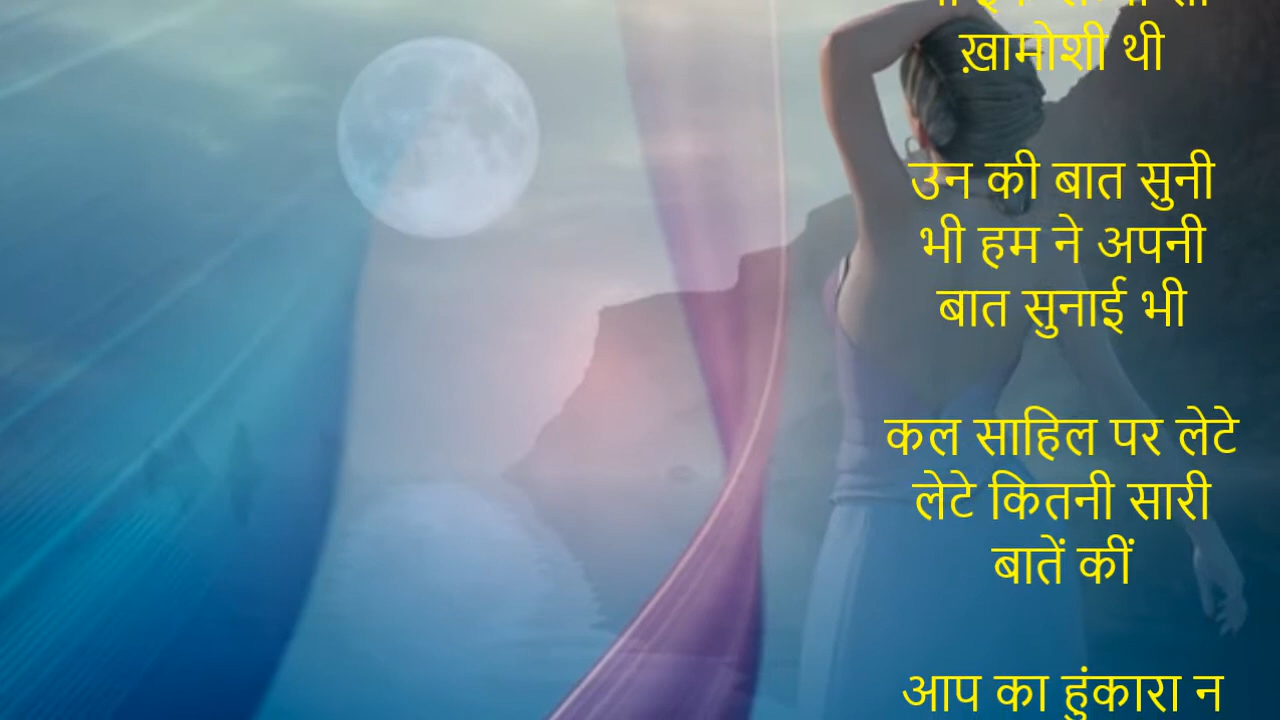 ख़ामोशी थी
उन की बात सुनी
भी हम ने अपनी
बात सुनाई भी
कल साहिल पर लेटे
लेटे कितनी सारी
बातें कीं
आप का हुंकारा न